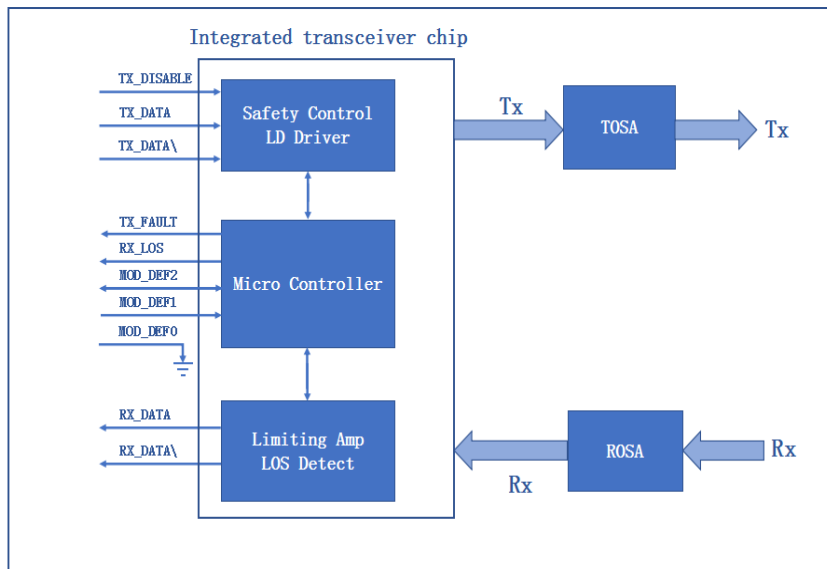 Integrated transceiver chip
TX_DISABLE
TX_DATA
TX_DATA\
Safety Control
LD Driver
Tx
TOSA
Tx
TX_FAULT
RX_LOS
MOD_DEF2
MOD_DEF1
MOD_DEF0
Micro Controller
RX_DATA
RX_DATA\
Limiting Amp
LOS Detect
Rx
ROSA
Rx